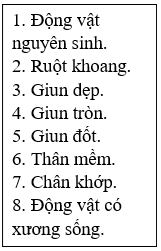 1. Động vật
nguyên sinh.
2. Ruột khoang.
3. Giun dẹp.
4. Giun tròn.
5. Giun đốt.
6. Thân mềm.
7. Chân khớp.
8. Động vật có
xương sống.